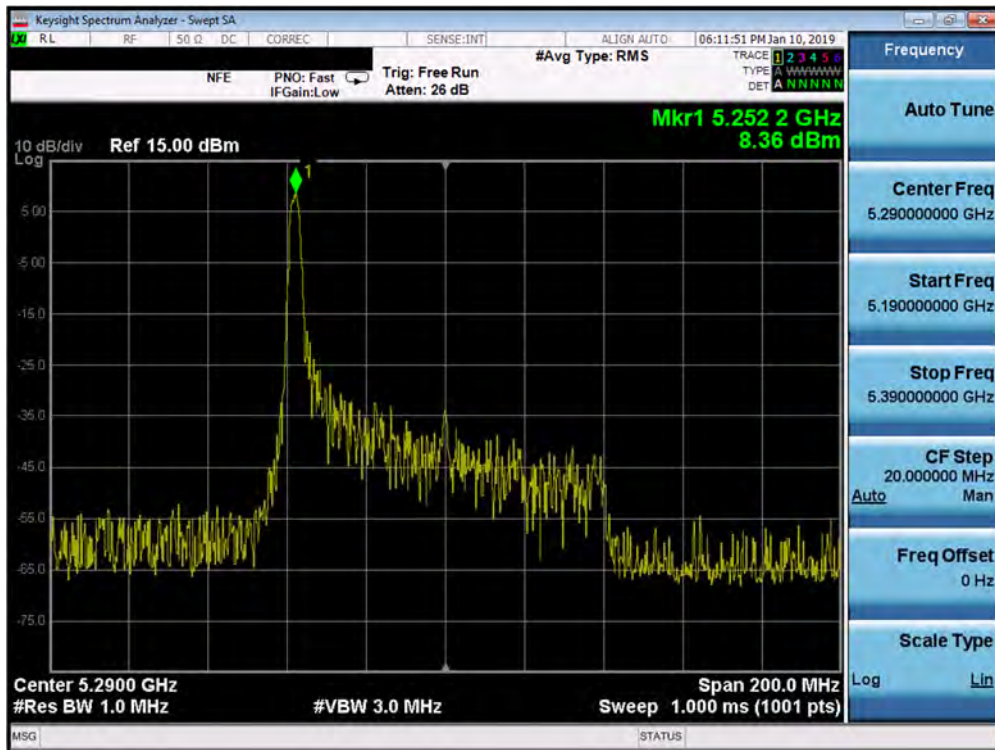 Keysight Spectrum Analyzer - Swept SA
LXI RL RF 50 Ω DC CORREC SENSE:INT ALIGN AUTO 06:11:51 PM Jan 10, 2019
#Avg Type: RMS
TRACE 1 2 3 4 5 6
TYPE A W W W W W
DET A N N N N N
NFE PNO: Fast Trig: Free Run
IFGain:Low Atten: 26 dB
Mkr1 5.252 2 GHz
8.36 dBm
10 dB/div Ref 15.00 dBm
Log
1
5.00
-5.00
-15.0
-25.0
-35.0
-45.0
-55.0
-65.0
-75.0
Center 5.2900 GHz Span 200.0 MHz
#Res BW 1.0 MHz #VBW 3.0 MHz Sweep 1.000 ms (1001 pts)
MSG STATUS
Frequency
Auto Tune
Center Freq
5.290000000 GHz
Start Freq
5.190000000 GHz
Stop Freq
5.390000000 GHz
CF Step
20.000000 MHz
Auto Man
Freq Offset
0 Hz
Scale Type
Log Lin